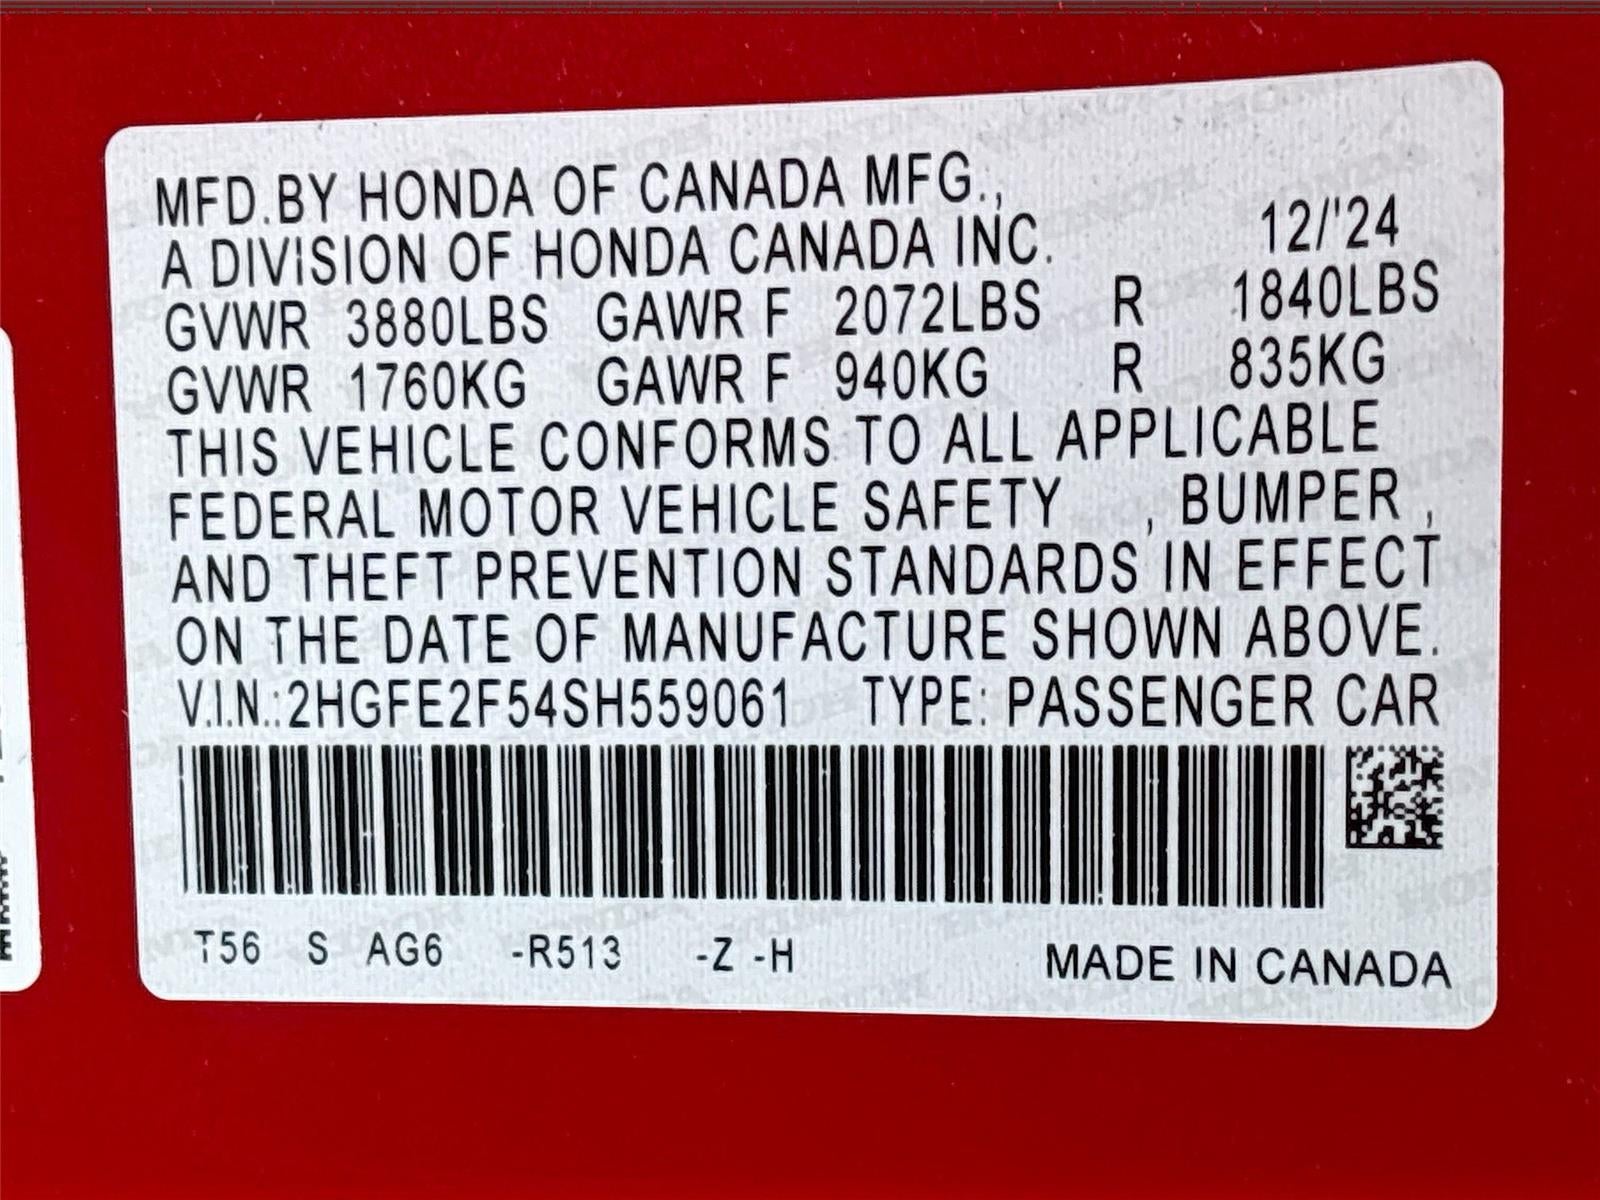 MFD.BY HONDA OF CANADA MFG.,
A DIVISION OF HONDA CANADA INC. 12/'24
GVWR 3880LBS GAWR F 2072LBS R 1840LBS
GVWR 1760KG GAWR F 940KG R 835KG
THIS VEHICLE CONFORMS TO ALL APPLICABLE
FEDERAL MOTOR VEHICLE SAFETY , BUMPER ,
AND THEFT PREVENTION STANDARDS IN EFFECT
ON THE DATE OF MANUFACTURE SHOWN ABOVE.
V.I.N.:2HGFE2F54SH559061 TYPE: PASSENGER CAR
T56 S AG6 -R513 -Z -H MADE IN CANADA